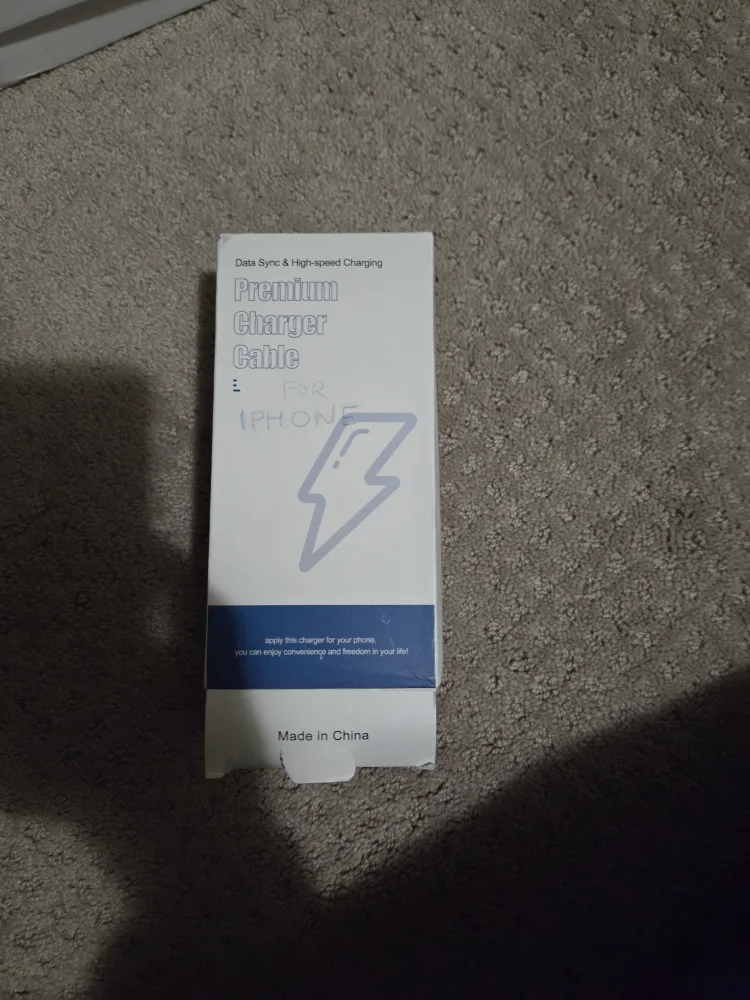 Data Sync & High-speed Charging
Premium
Charger
Cable
FOR
IPHONE
apply this charger for your phone,
you can enjoy convenience and freedom in your life!
Made in China